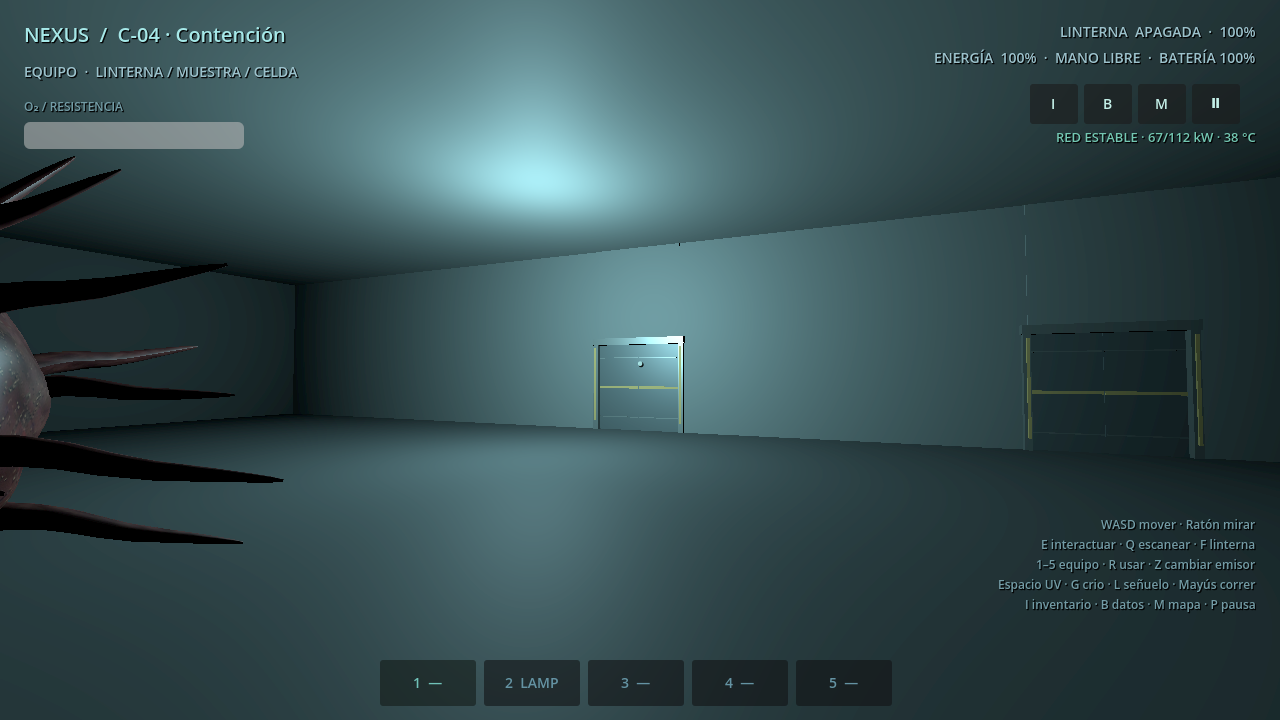 NEXUS / C-04 · Contención
EQUIPO · LINTERNA / MUESTRA / CELDA
O₂ / RESISTENCIA
LINTERNA APAGADA · 100%
ENERGÍA 100% · MANO LIBRE · BATERÍA 100%
I B M ⏸
RED ESTABLE · 67/112 kW · 38 °C
WASD mover · Ratón mirar
E interactuar · Q escanear · F linterna
1–5 equipo · R usar · Z cambiar emisor
Espacio UV · G crio · L señuelo · Mayús correr
I inventario · B datos · M mapa · P pausa
1 — 2 LAMP 3 — 4 — 5 —